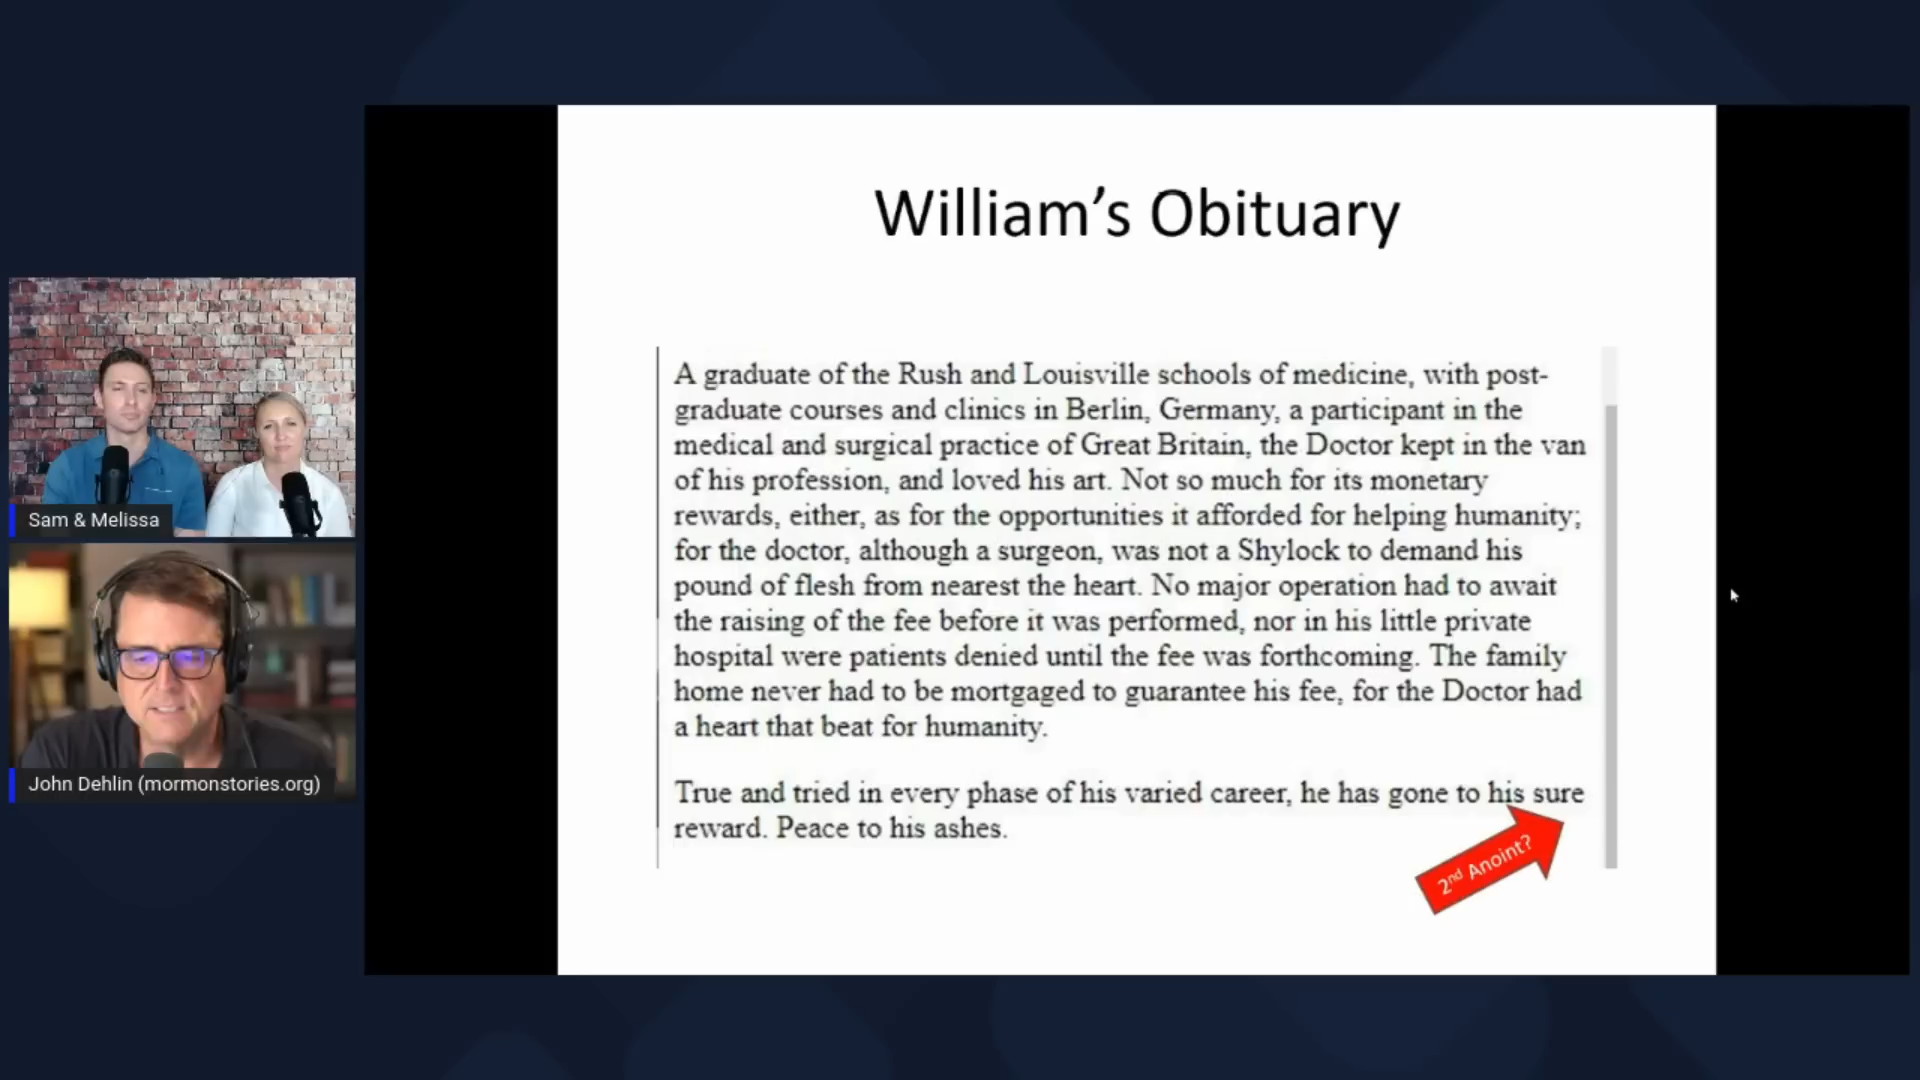 William's Obituary
A graduate of the Rush and Louisville schools of medicine, with post-
graduate courses and clinics in Berlin, Germany, a participant in the
medical and surgical practice of Great Britain, the Doctor kept in the van
of his profession, and loved his art. Not so much for its monetary
rewards, either, as for the opportunities it afforded for helping humanity;
for the doctor, although a surgeon, was not a Shylock to demand his
pound of flesh from nearest the heart. No major operation had to await
the raising of the fee before it was performed, nor in his little private
hospital were patients denied until the fee was forthcoming. The family
home never had to be mortgaged to guarantee his fee, for the Doctor had
a heart that beat for humanity.
True and tried in every phase of his varied career, he has gone to his sure
reward. Peace to his ashes.
2nd Anoint?
Sam & Melissa
John Dehlin (mormonstories.org)